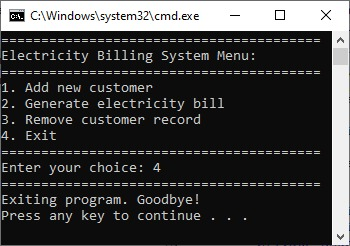 C:\Windows\system32\cmd.exe
=======================================
Electricity Billing System Menu:
=======================================
1. Add new customer
2. Generate electricity bill
3. Remove customer record
4. Exit
=======================================
Enter your choice: 4
=======================================
Exiting program. Goodbye!
Press any key to continue . . .